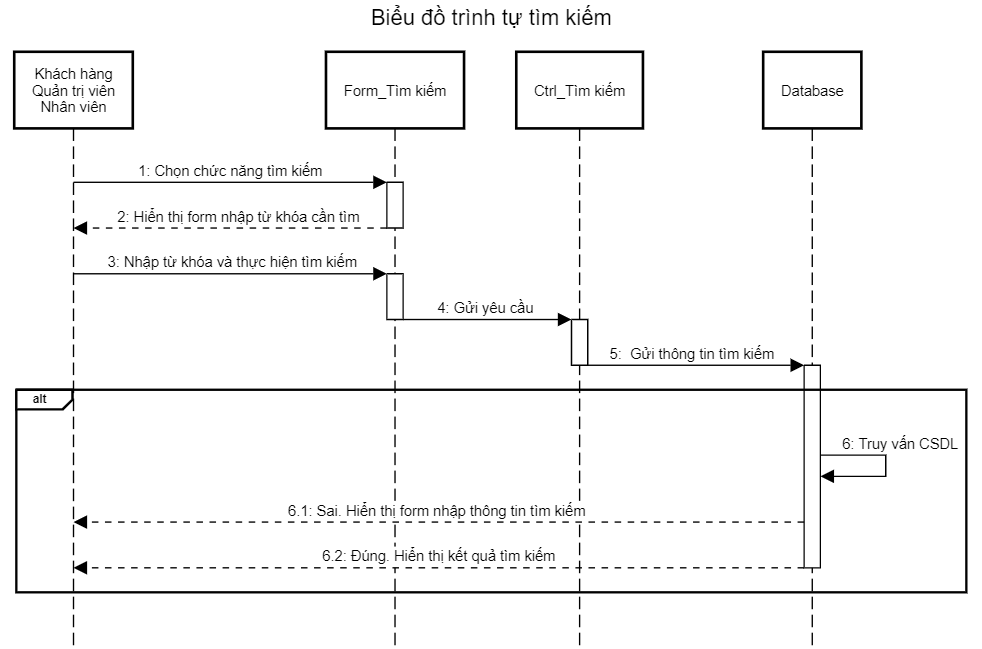 Biểu đồ trình tự tìm kiếm
Khách hàng
Quản trị viên
Nhân viên
Form_Tìm kiếm
Ctrl_Tìm kiếm
Database
1: Chọn chức năng tìm kiếm
2: Hiển thị form nhập từ khóa cần tìm
3: Nhập từ khóa và thực hiện tìm kiếm
4: Gửi yêu cầu
5: Gửi thông tin tìm kiếm
alt
6: Truy vấn CSDL
6.1: Sai. Hiển thị form nhập thông tin tìm kiếm
6.2: Đúng. Hiển thị kết quả tìm kiếm